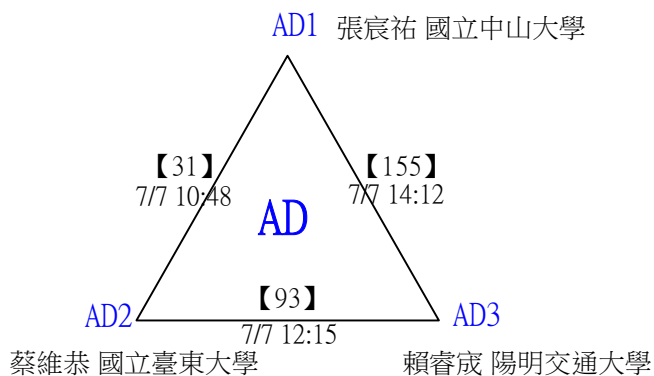 AD1 張宸祐 國立中山大學
【31】 【155】
7/7 10:48 7/7 14:12
AD
【93】
AD2 AD3
7/7 12:15
蔡維恭 國立臺東大學 賴睿宬 陽明交通大學